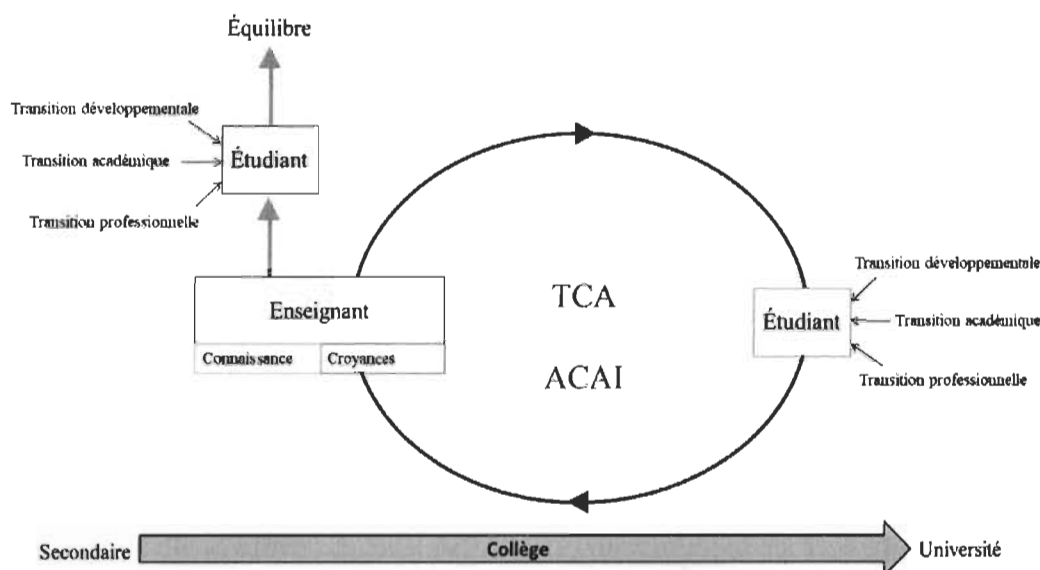 Équilibre
Transition développementale
Transition académique
Étudiant
Transition professionnelle
Enseignant
Connaissance
Croyances
TCA
ACAI
Transition développementale
Étudiant
Transition académique
Transition professionnelle
Secondaire
Collège
Université